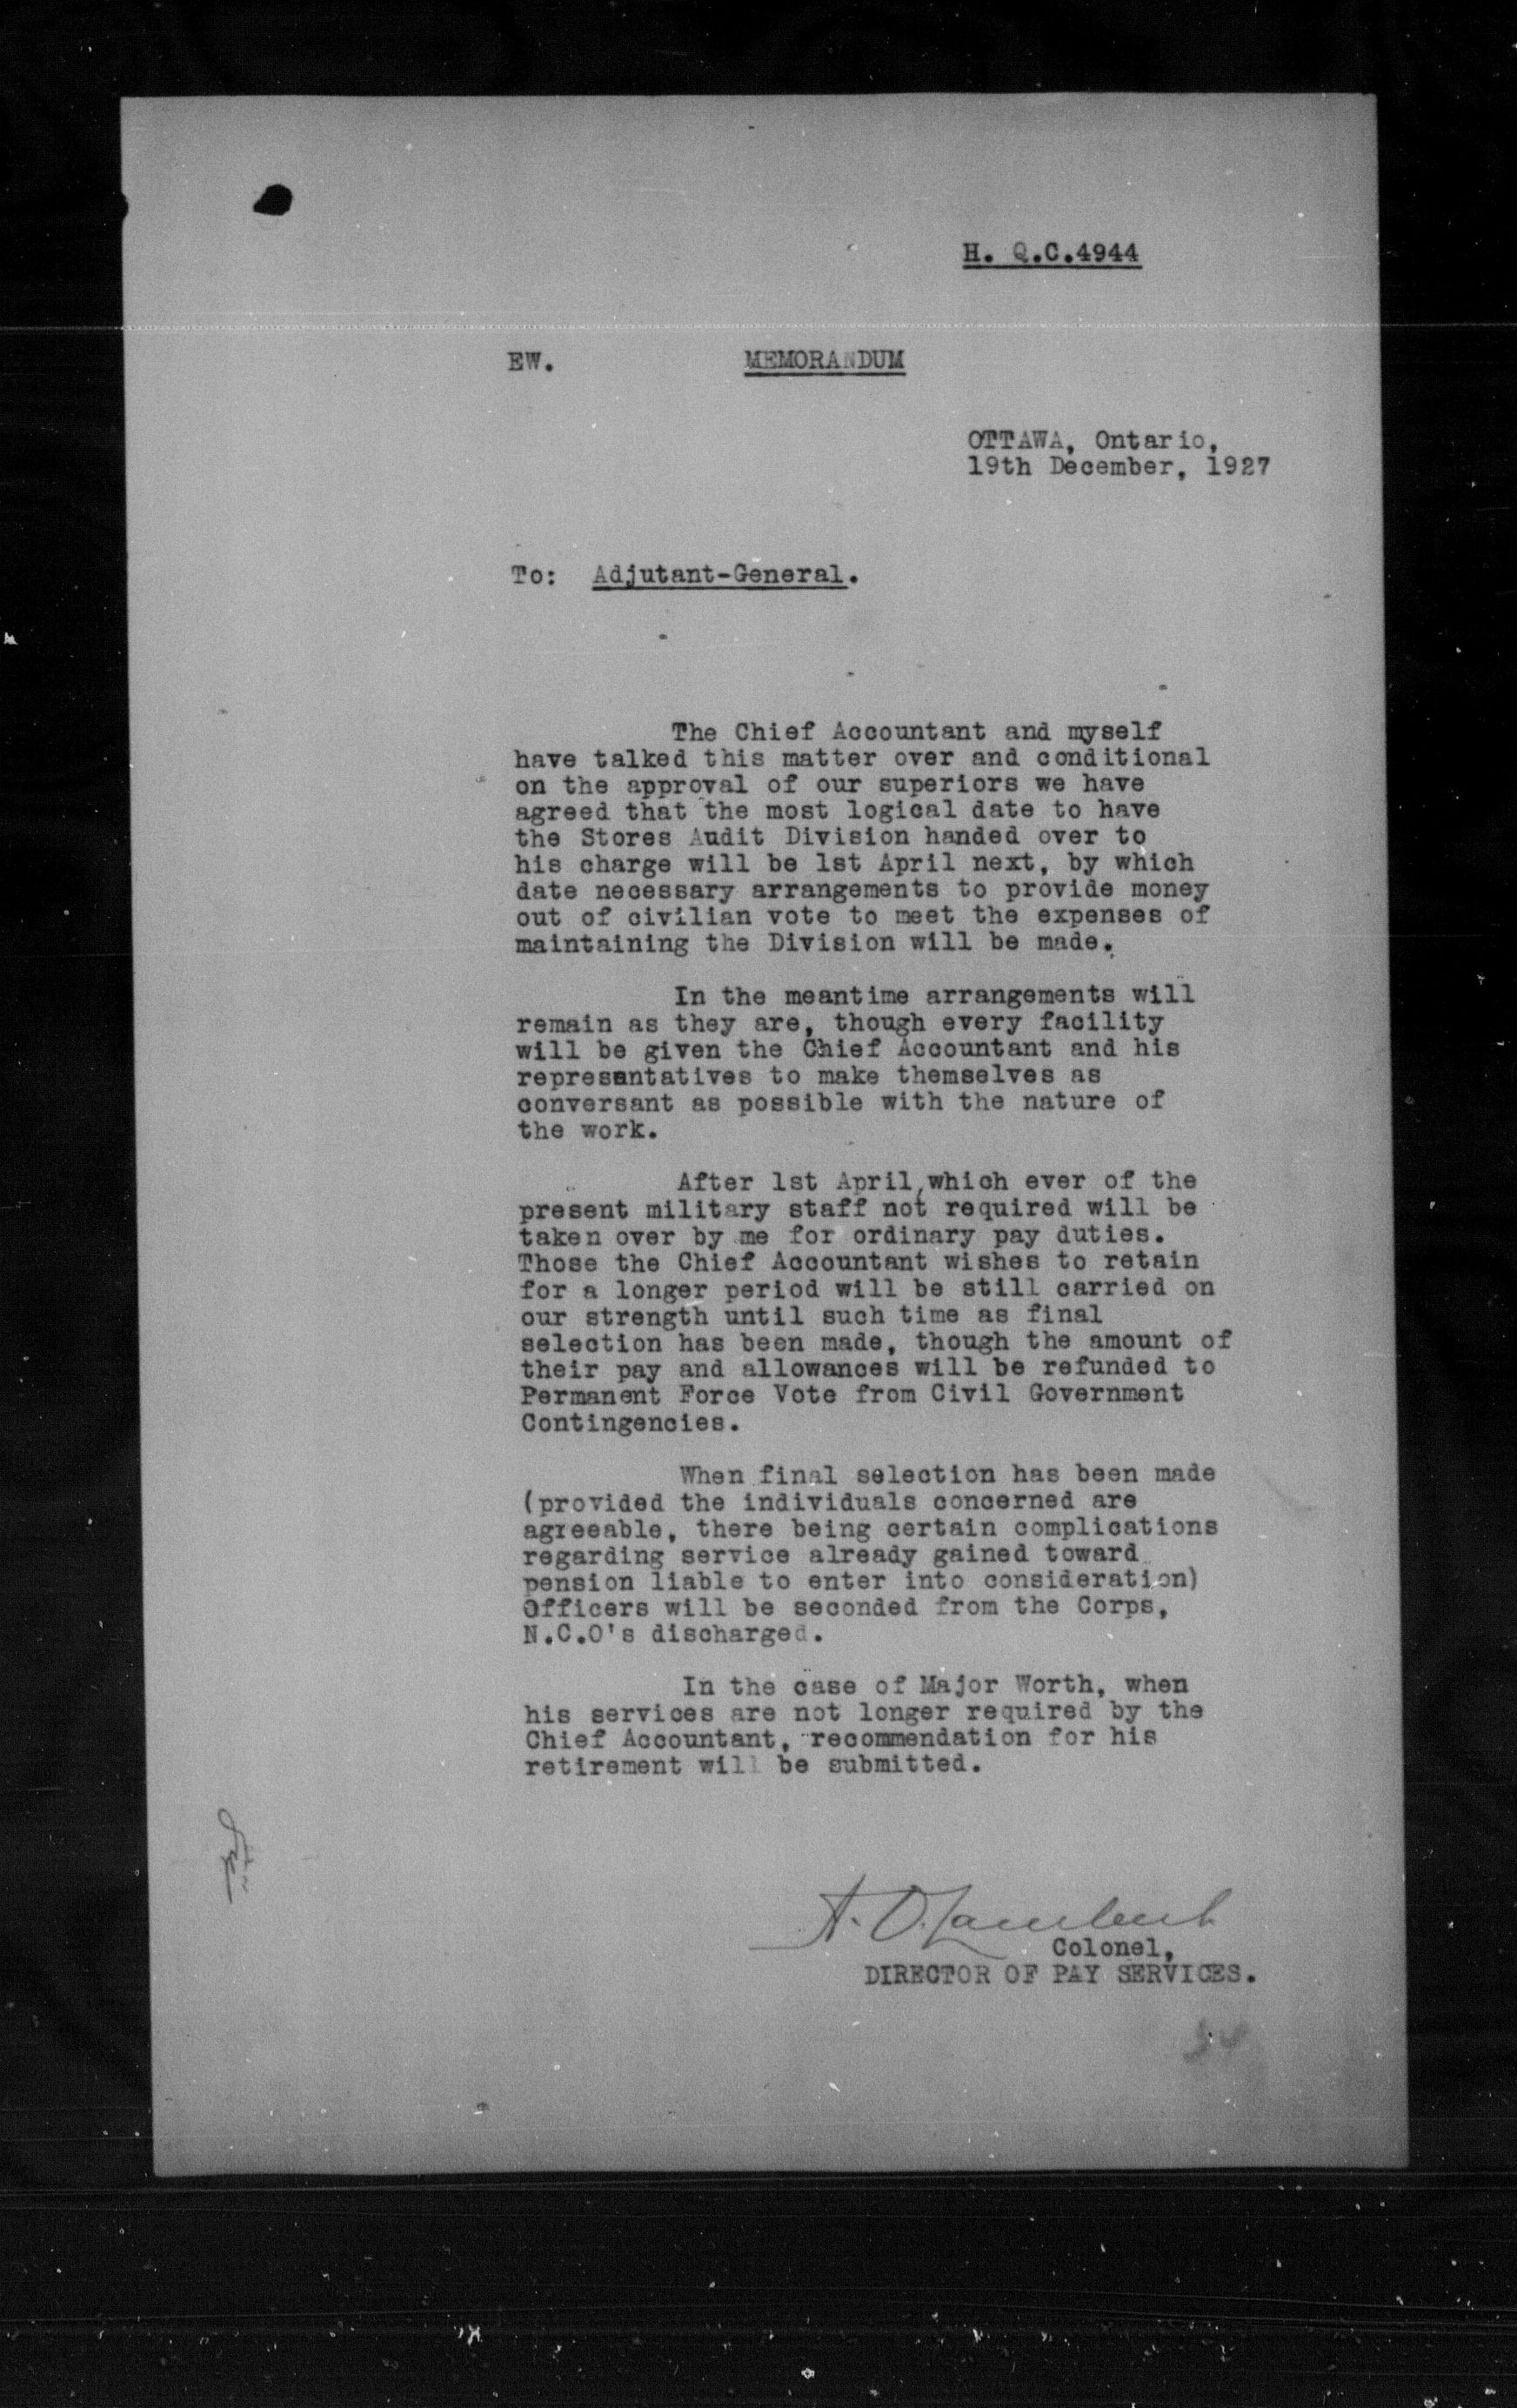 H. Q.C.4944
EW. MEMORANDUM
OTTAWA, Ontario,
19th December, 1927
To: Adjutant-General.
The Chief Accountant and myself
have talked this matter over and conditional
on the approval of our superiors we have
agreed that the most logical date to have
the Stores Audit Division handed over to
his charge will be 1st April next, by which
date necessary arrangements to provide money
out of civilian vote to meet the expenses of
maintaining the Division will be made.
In the meantime arrangements will
remain as they are, though every facility
will be given the Chief Accountant and his
representatives to make themselves as
conversant as possible with the nature of
the work.
After 1st April, which ever of the
present military staff not required will be
taken over by me for ordinary pay duties.
Those the Chief Accountant wishes to retain
for a longer period will be still carried on
our strength until such time as final
selection has been made, though the amount of
their pay and allowances will be refunded to
Permanent Force Vote from Civil Government
Contingencies.
When final selection has been made
(provided the individuals concerned are
agreeable, there being certain complications
regarding service already gained toward
pension liable to enter into consideration)
Officers will be seconded from the Corps,
N.C.O's discharged.
In the case of Major Worth, when
his services are not longer required by the
Chief Accountant, recommendation for his
retirement will be submitted.
A. O. Lambert
Colonel,
DIRECTOR OF PAY SERVICES.